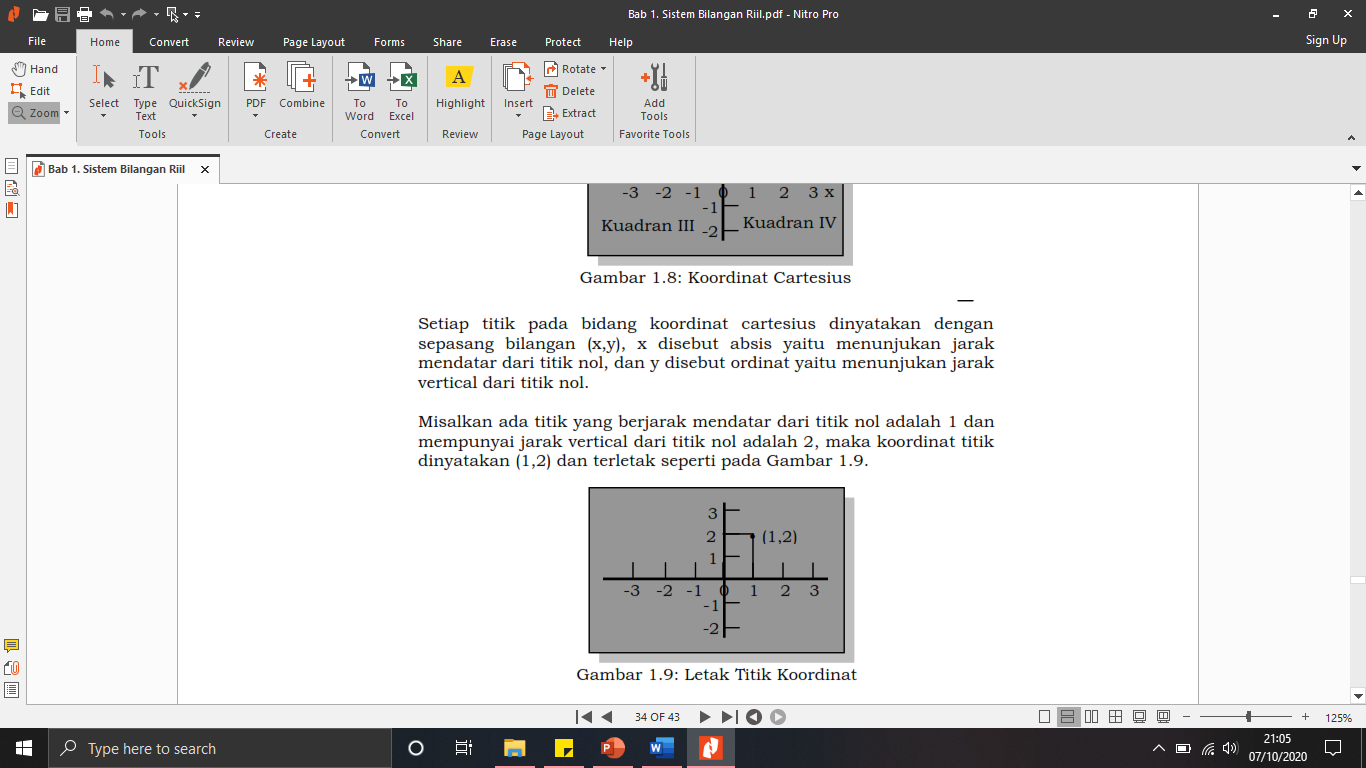 Bab 1. Sistem Bilangan Riil.pdf - Nitro Pro
File Home Convert Review Page Layout Forms Share Erase Protect Help Sign Up
Hand
Edit
Zoom
Select
Type Text
QuickSign
Tools
PDF
Combine
Create
To Word
To Excel
Convert
A
Highlight
Review
Insert
Rotate
Delete
Extract
Page Layout
Add Tools
Favorite Tools
Bab 1. Sistem Bilangan Riil
-3 -2 -1 0 1 2 3 x
-1
Kuadran III Kuadran IV
-2
Gambar 1.8: Koordinat Cartesius
Setiap titik pada bidang koordinat cartesius dinyatakan dengan
sepasang bilangan (x,y), x disebut absis yaitu menunjukan jarak
mendatar dari titik nol, dan y disebut ordinat yaitu menunjukan jarak
vertical dari titik nol.
Misalkan ada titik yang berjarak mendatar dari titik nol adalah 1 dan
mempunyai jarak vertical dari titik nol adalah 2, maka koordinat titik
dinyatakan (1,2) dan terletak seperti pada Gambar 1.9.
3
2 (1,2)
1
-3 -2 -1 0 1 2 3
-1
-2
Gambar 1.9: Letak Titik Koordinat
34 OF 43
125%
Type here to search
21:05
07/10/2020